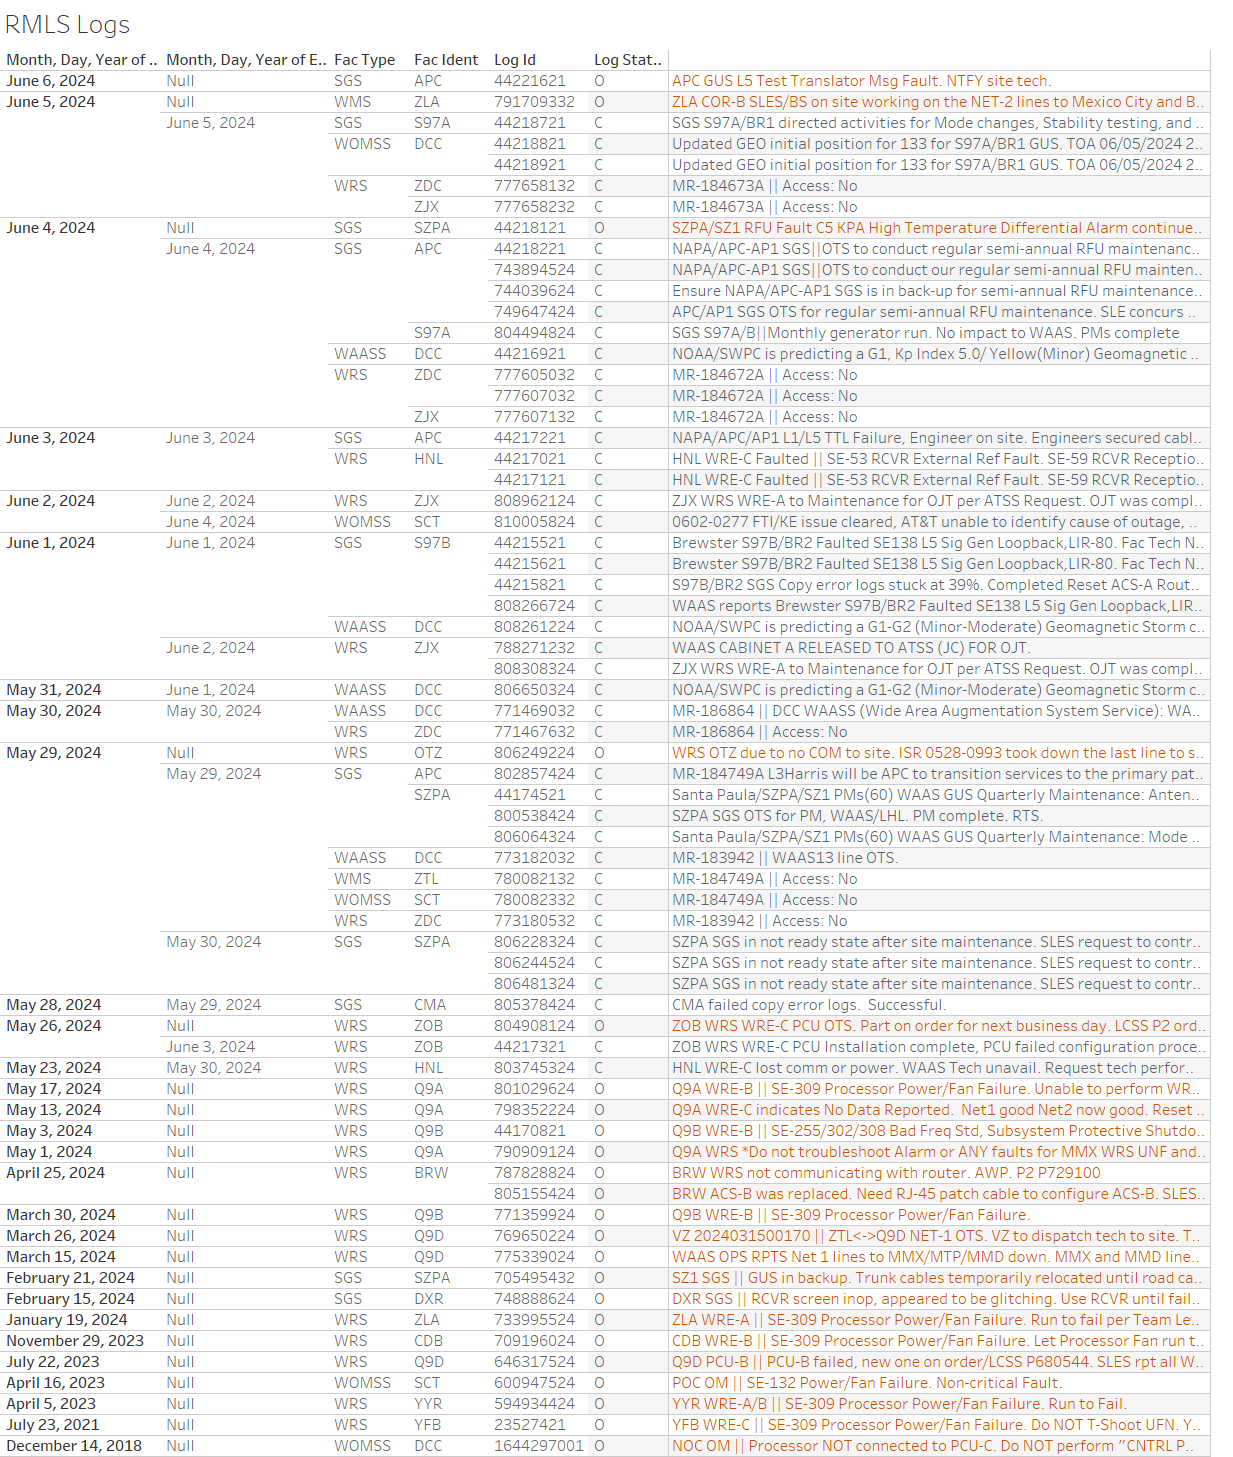 RMLS Logs
Month, Day, Year of .. Month, Day, Year of E.. Fac Type Fac Ident Log Id Log Stat..
June 6, 2024 Null SGS APC 44221621 O APC GUS L5 Test Translator Msg Fault. NTFY site tech.
June 5, 2024 Null WMS ZLA 791709332 O ZLA COR-B SLES/BS on site working on the NET-2 lines to Mexico City and B..
June 5, 2024 SGS S97A 44218721 C SGS S97A/BR1 directed activities for Mode changes, Stability testing, and ..
WOMSS DCC 44218821 C Updated GEO initial position for 133 for S97A/BR1 GUS. TOA 06/05/2024 2..
44218921 C Updated GEO initial position for 133 for S97A/BR1 GUS. TOA 06/05/2024 2..
WRS ZDC 777658132 C MR-184673A || Access: No
ZJX 777658232 C MR-184673A || Access: No
June 4, 2024 Null SGS SZPA 44218121 O SZPA/SZ1 RFU Fault C5 KPA High Temperature Differential Alarm continue..
June 4, 2024 SGS APC 44218221 C NAPA/APC-AP1 SGS||OTS to conduct regular semi-annual RFU maintenanc..
743894524 C NAPA/APC-AP1 SGS||OTS to conduct our regular semi-annual RFU mainten..
744039624 C Ensure NAPA/APC-AP1 SGS is in back-up for semi-annual RFU maintenance..
749647424 C APC/AP1 SGS OTS for regular semi-annual RFU maintenance. SLE concurs ..
S97A 804494824 C SGS S97A/B||Monthly generator run. No impact to WAAS. PMs complete
WAASS DCC 44216921 C NOAA/SWPC is predicting a G1, Kp Index 5.0/ Yellow(Minor) Geomagnetic ..
WRS ZDC 777605032 C MR-184672A || Access: No
777607032 C MR-184672A || Access: No
ZJX 777607132 C MR-184672A || Access: No
June 3, 2024 June 3, 2024 SGS APC 44217221 C NAPA/APC/AP1 L1/L5 TTL Failure, Engineer on site. Engineers secured cabl..
WRS HNL 44217021 C HNL WRE-C Faulted || SE-53 RCVR External Ref Fault. SE-59 RCVR Receptio..
44217121 C HNL WRE-C Faulted || SE-53 RCVR External Ref Fault. SE-59 RCVR Receptio..
June 2, 2024 June 2, 2024 WRS ZJX 808962124 C ZJX WRS WRE-A to Maintenance for OJT per ATSS Request. OJT was compl..
June 4, 2024 WOMSS SCT 810005824 C 0602-0277 FTI/KE issue cleared, AT&T unable to identify cause of outage, ..
June 1, 2024 June 1, 2024 SGS S97B 44215521 C Brewster S97B/BR2 Faulted SE138 L5 Sig Gen Loopback,LIR-80. Fac Tech N..
44215621 C Brewster S97B/BR2 Faulted SE138 L5 Sig Gen Loopback,LIR-80. Fac Tech N..
44215821 C S97B/BR2 SGS Copy error logs stuck at 39%. Completed Reset ACS-A Rout..
808266724 C WAAS reports Brewster S97B/BR2 Faulted SE138 L5 Sig Gen Loopback,LIR..
WAASS DCC 808261224 C NOAA/SWPC is predicting a G1-G2 (Minor-Moderate) Geomagnetic Storm c..
June 2, 2024 WRS ZJX 788271232 C WAAS CABINET A RELEASED TO ATSS (JC) FOR OJT.
808308324 C ZJX WRS WRE-A to Maintenance for OJT per ATSS Request. OJT was compl..
May 31, 2024 June 1, 2024 WAASS DCC 806650324 C NOAA/SWPC is predicting a G1-G2 (Minor-Moderate) Geomagnetic Storm c..
May 30, 2024 May 30, 2024 WAASS DCC 771469032 C MR-186864 || DCC WAASS (Wide Area Augmentation System Service): WA..
WRS ZDC 771467632 C MR-186864 || Access: No
May 29, 2024 Null WRS OTZ 806249224 O WRS OTZ due to no COM to site. ISR 0528-0993 took down the last line to s..
May 29, 2024 SGS APC 802857424 C MR-184749A L3Harris will be APC to transition services to the primary pat..
SZPA 44174521 C Santa Paula/SZPA/SZ1 PMs(60) WAAS GUS Quarterly Maintenance: Anten..
800538424 C SZPA SGS OTS for PM, WAAS/LHL. PM complete. RTS.
806064324 C Santa Paula/SZPA/SZ1 PMs(60) WAAS GUS Quarterly Maintenance: Mode ..
WAASS DCC 773182032 C MR-183942 || WAAS13 line OTS.
WMS ZTL 780082132 C MR-184749A || Access: No
WOMSS SCT 780082332 C MR-184749A || Access: No
WRS ZDC 773180532 C MR-183942 || Access: No
May 30, 2024 SGS SZPA 806228324 C SZPA SGS in not ready state after site maintenance. SLES request to contr..
806244524 C SZPA SGS in not ready state after site maintenance. SLES request to contr..
806481324 C SZPA SGS in not ready state after site maintenance. SLES request to contr..
May 28, 2024 May 29, 2024 SGS CMA 805378424 C CMA failed copy error logs.  Successful.
May 26, 2024 Null WRS ZOB 804908124 O ZOB WRS WRE-C PCU OTS. Part on order for next business day. LCSS P2 ord..
June 3, 2024 WRS ZOB 44217321 C ZOB WRS WRE-C PCU Installation complete, PCU failed configuration proce..
May 23, 2024 May 30, 2024 WRS HNL 803745324 C HNL WRE-C lost comm or power. WAAS Tech unavail. Request tech perfor..
May 17, 2024 Null WRS Q9A 801029624 O Q9A WRE-B || SE-309 Processor Power/Fan Failure. Unable to perform WR..
May 13, 2024 Null WRS Q9A 798352224 O Q9A WRE-C indicates No Data Reported.  Net1 good Net2 now good. Reset ..
May 3, 2024 Null WRS Q9B 44170821 O Q9B WRE-B || SE-255/302/308 Bad Freq Std, Subsystem Protective Shutdo..
May 1, 2024 Null WRS Q9A 790909124 O Q9A WRS *Do not troubleshoot Alarm or ANY faults for MMX WRS UNF and..
April 25, 2024 Null WRS BRW 787828824 O BRW WRS not communicating with router. AWP. P2 P729100
805155424 O BRW ACS-B was replaced. Need RJ-45 patch cable to configure ACS-B. SLES..
March 30, 2024 Null WRS Q9B 771359924 O Q9B WRE-B || SE-309 Processor Power/Fan Failure.
March 26, 2024 Null WRS Q9D 769650224 O VZ 2024031500170 || ZTL<->Q9D NET-1 OTS. VZ to dispatch tech to site. T..
March 15, 2024 Null WRS Q9D 775339024 O WAAS OPS RPTS Net 1 lines to MMX/MTP/MMD down. MMX and MMD line..
February 21, 2024 Null SGS SZPA 705495432 O SZ1 SGS || GUS in backup. Trunk cables temporarily relocated until road ca..
February 15, 2024 Null SGS DXR 748888624 O DXR SGS || RCVR screen inop, appeared to be glitching. Use RCVR until fail..
January 19, 2024 Null WRS ZLA 733995524 O ZLA WRE-A || SE-309 Processor Power/Fan Failure. Run to fail per Team Le..
November 29, 2023 Null WRS CDB 709196024 O CDB WRE-B || SE-309 Processor Power/Fan Failure. Let Processor Fan run t..
July 22, 2023 Null WRS Q9D 646317524 O Q9D PCU-B || PCU-B failed, new one on order/LCSS P680544. SLES rpt all W..
April 16, 2023 Null WOMSS SCT 600947524 O POC OM || SE-132 Power/Fan Failure. Non-critical Fault.
April 5, 2023 Null WRS YYR 594934424 O YYR WRE-A/B || SE-309 Processor Power/Fan Failure. Run to Fail.
July 23, 2021 Null WRS YFB 23527421 O YFB WRE-C || SE-309 Processor Power/Fan Failure. Do NOT T-Shoot UFN. Y..
December 14, 2018 Null WOMSS DCC 1644297001 O NOC OM || Processor NOT connected to PCU-C. Do NOT perform "CNTRL P..